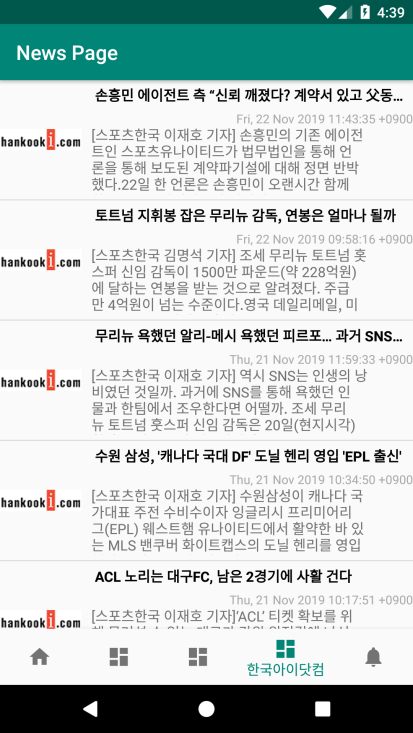 4:39
News Page
손흥민 에이전트 측 “신뢰 깨졌다? 계약서 있고 父동…
Fri, 22 Nov 2019 11:43:35 +0900
hankooki.com
[스포츠한국 이재호 기자] 손흥민의 기존 에이전
트인 스포츠유나이티드가 법무법인을 통해 언
론을 통해 보도된 계약파기설에 대해 정면 반박
했다.22일 한 언론은 손흥민이 오랜시간 함께
토트넘 지휘봉 잡은 무리뉴 감독, 연봉은 얼마나 될까
Fri, 22 Nov 2019 09:58:16 +0900
hankooki.com
[스포츠한국 김명석 기자] 조세 무리뉴 토트넘 홋
스퍼 신임 감독이 1500만 파운드(약 228억원)
에 달하는 연봉을 받는 것으로 알려졌다. 주급
만 4억원이 넘는 수준이다.영국 데일리메일, 미
무리뉴 욕했던 알리-메시 욕했던 피르포... 과거 SNS…
Thu, 21 Nov 2019 11:59:33 +0900
hankooki.com
[스포츠한국 이재호 기자] 역시 SNS는 인생의 낭
비였던 것일까. 과거에 SNS를 통해 욕했던 인
물과 한팀에서 조우한다면 어떨까. 조세 무리
뉴 토트넘 홋스퍼 신임 감독은 20일(현지시각)
수원 삼성, '캐나다 국대 DF' 도닐 헨리 영입 'EPL 출신'
Thu, 21 Nov 2019 10:34:50 +0900
hankooki.com
[스포츠한국 이재호 기자] 수원삼성이 캐나다 국
가대표 주전 수비수이자 잉글리시 프리미어리
그(EPL) 웨스트햄 유나이티드에서 활약한 바 있
는 MLS 밴쿠버 화이트캡스의 도닐 헨리를 영입
ACL 노리는 대구FC, 남은 2경기에 사활 건다
Thu, 21 Nov 2019 10:17:51 +0900
hankooki.com
[스포츠한국 이재호 기자]‘ACL’ 티켓 확보를 위
한국아이닷컴